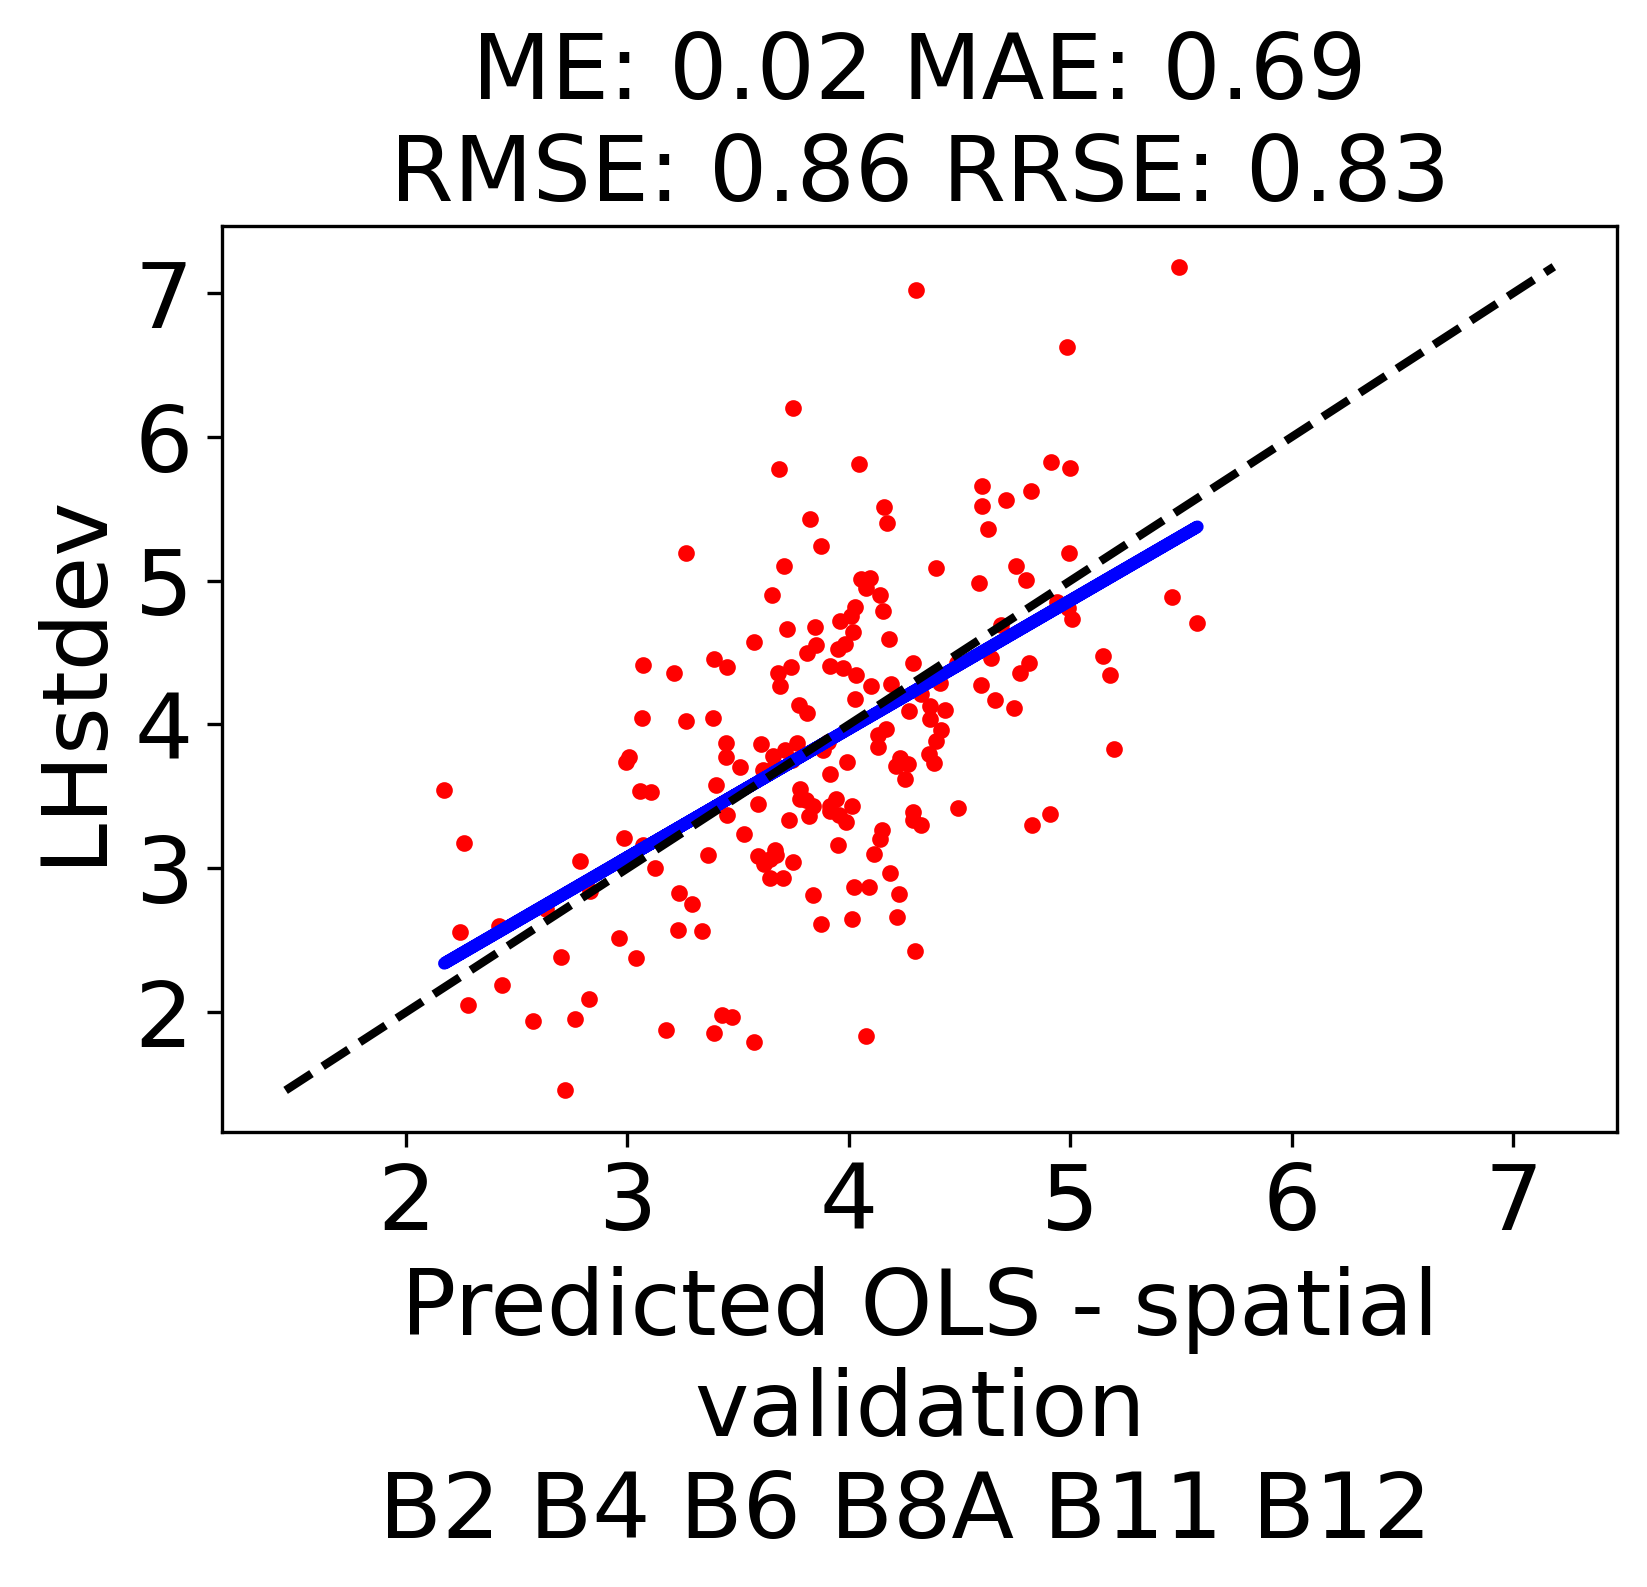 ME: 0.02 MAE: 0.69
RMSE: 0.86 RRSE: 0.83
7
6
5
4
3
2
LHstdev
2 3 4 5 6 7
Predicted OLS - spatial
validation
B2 B4 B6 B8A B11 B12